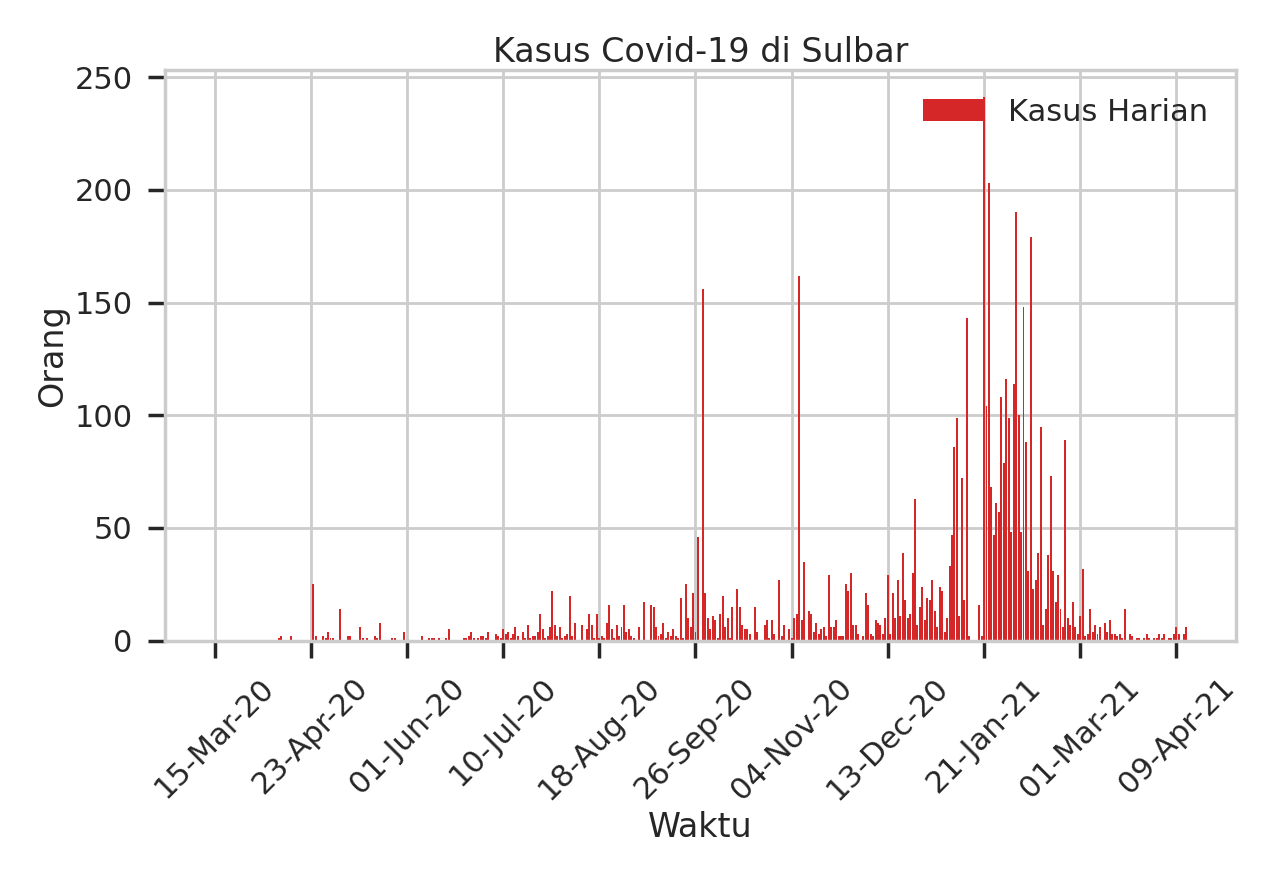 Kasus Covid-19 di Sulbar
Kasus Harian
Orang
250
200
150
100
50
0
15-Mar-20
23-Apr-20
01-Jun-20
10-Jul-20
18-Aug-20
26-Sep-20
04-Nov-20
13-Dec-20
21-Jan-21
01-Mar-21
09-Apr-21
Waktu